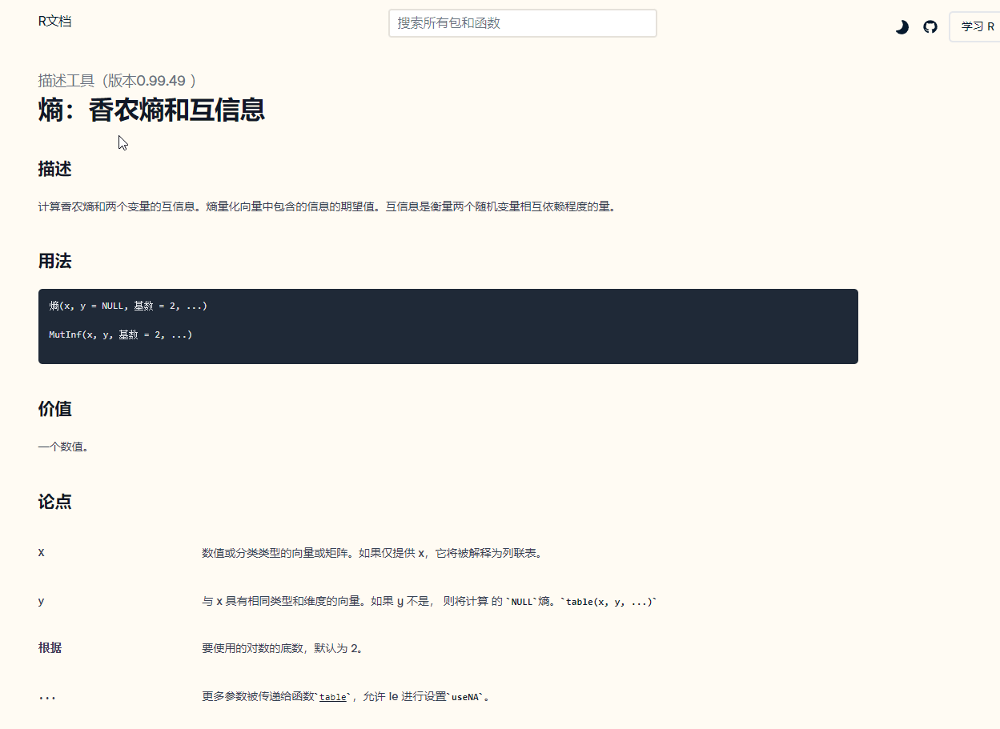 R文档
搜索所有包和函数
学习 R
描述工具（版本0.99.49 ）
熵：香农熵和互信息
描述
计算香农熵和两个变量的互信息。熵量化向量中包含的信息的期望值。互信息是衡量两个随机变量相互依赖程度的量。
用法
熵(x, y = NULL, 基数 = 2, ...)
MutInf(x, y, 基数 = 2, ...)
价值
一个数值。
论点
X 数值或分类类型的向量或矩阵。如果仅提供 x，它将被解释为列联表。
y 与 x 具有相同类型和维度的向量。如果 y 不是， 则将计算 的 `NULL`熵。`table(x, y, ...)`
根据 要使用的对数的底数，默认为 2。
... 更多参数被传递给函数`table`，允许 Ie 进行设置`useNA`。